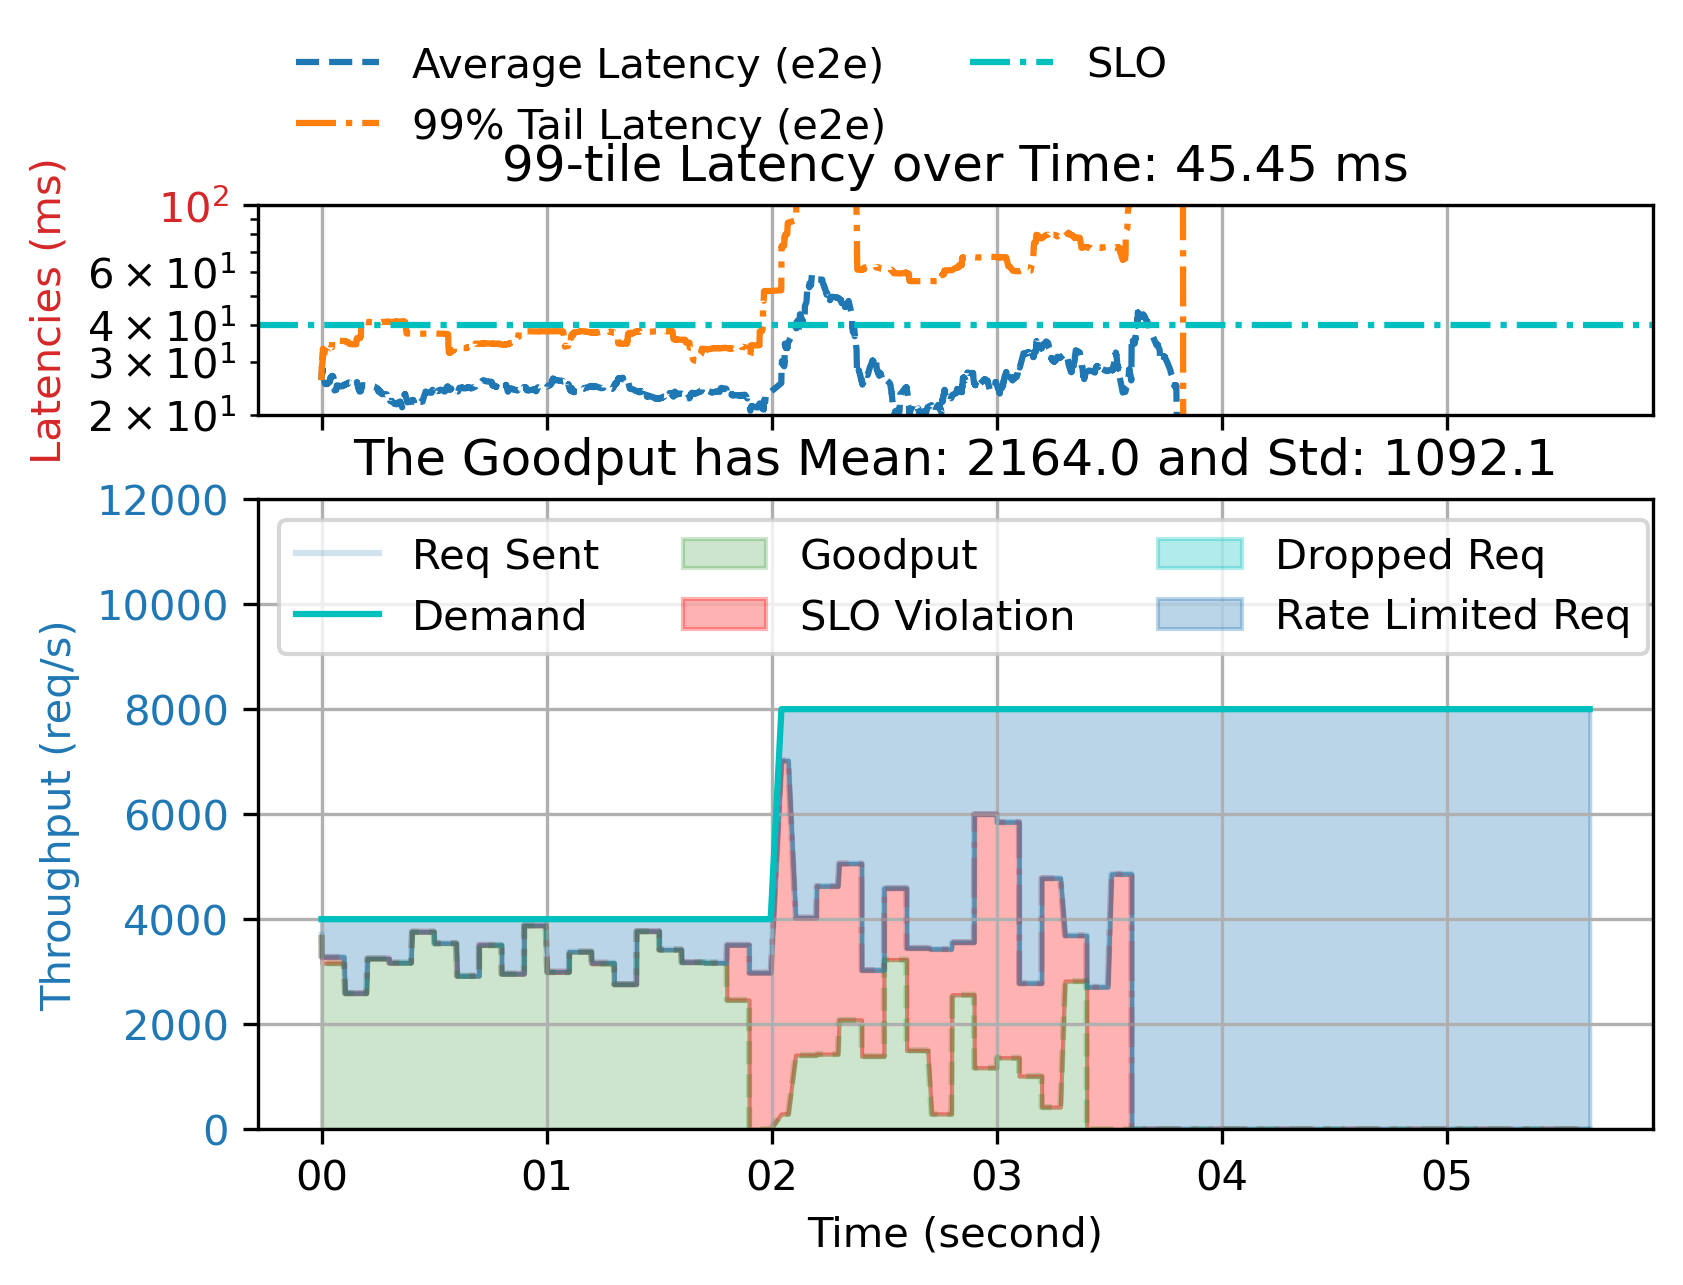 Average Latency (e2e)
SLO
99% Tail Latency (e2e)
99-tile Latency over Time: 45.45 ms
Latencies (ms)
10²
6 × 10¹
4 × 10¹
3 × 10¹
2 × 10¹
The Goodput has Mean: 2164.0 and Std: 1092.1
Throughput (req/s)
12000
10000
8000
6000
4000
2000
0
Req Sent
Goodput
Dropped Req
Demand
SLO Violation
Rate Limited Req
00 01 02 03 04 05
Time (second)